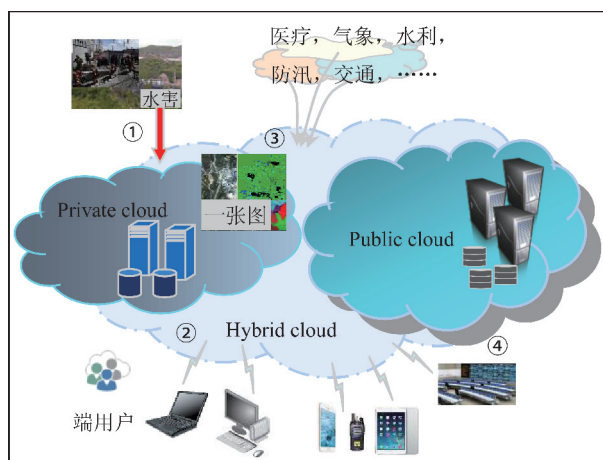 医疗，气象，水利，
防汛，交通，……
水害
①
③
一张图
Private cloud
Public cloud
②
Hybrid cloud
④
端用户